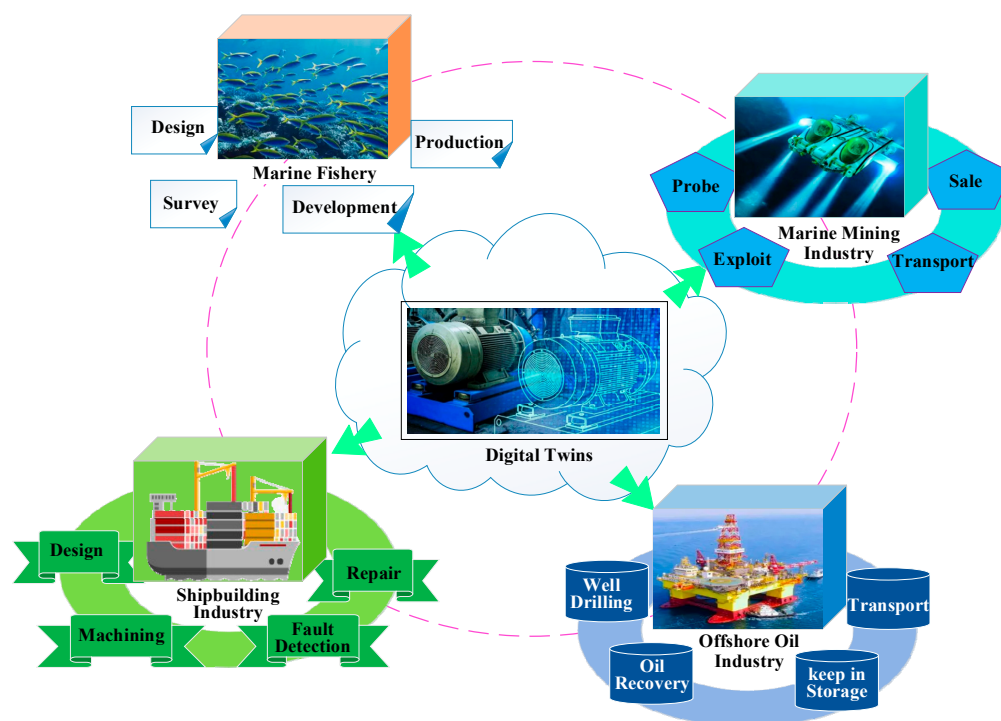 Design
Production
Marine Fishery
Survey
Development
Probe
Sale
Marine Mining
Industry
Exploit
Transport
Digital Twins
Design
Repair
Shipbuilding
Industry
Machining
Fault
Detection
Well
Drilling
Transport
Offshore Oil
Industry
Oil
Recovery
keep in
Storage